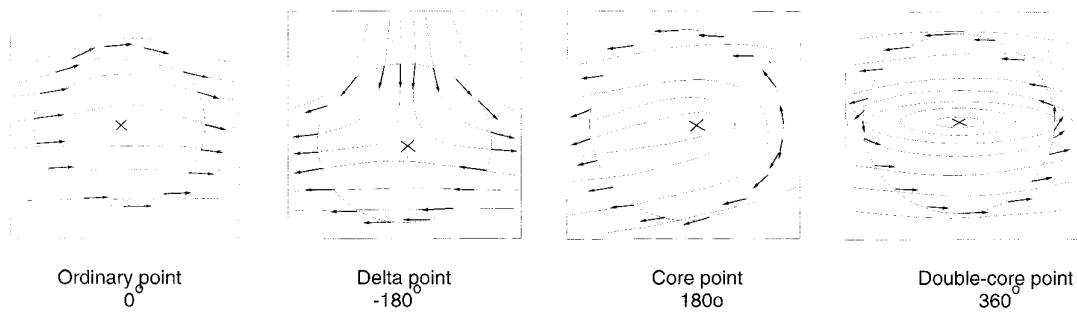 Ordinary point
0°
Delta point
-180°
Core point
180o
Double-core point
360°